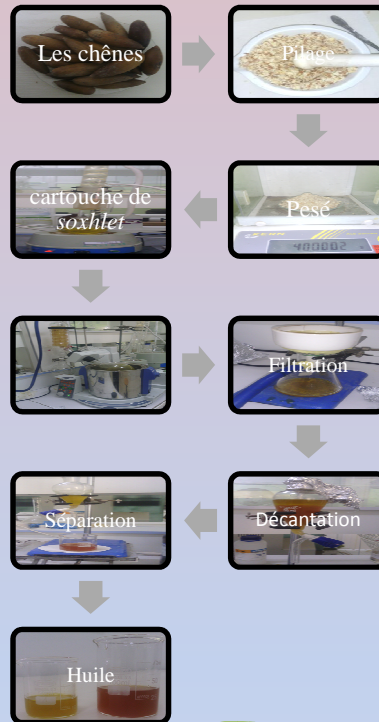 Les chênes
Pilage
Pesé
cartouche de
soxhlet
Filtration
Décantation
Séparation
Huile